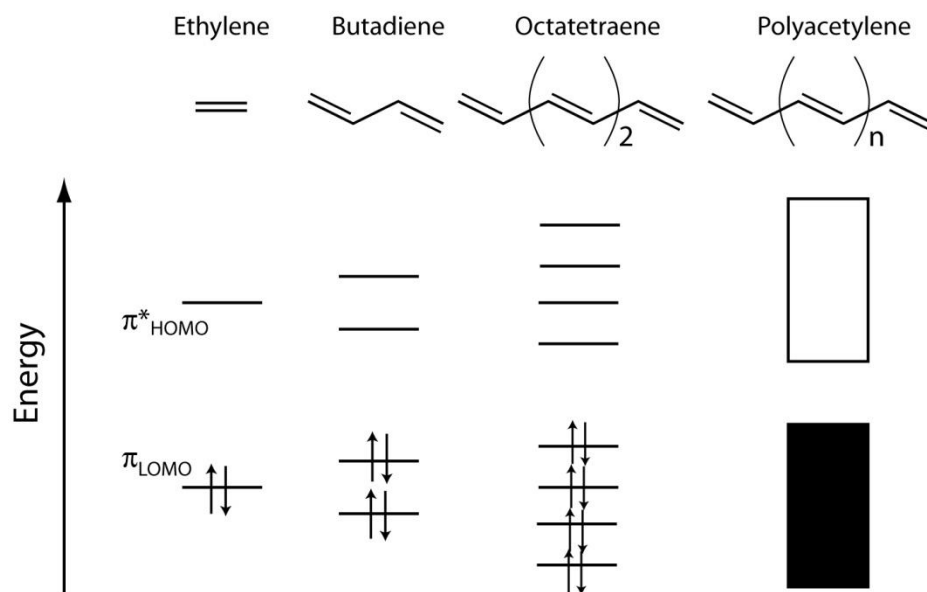 Ethylene Butadiene Octatetraene Polyacetylene
2 n
π*HOMO
πLOMO
Energy